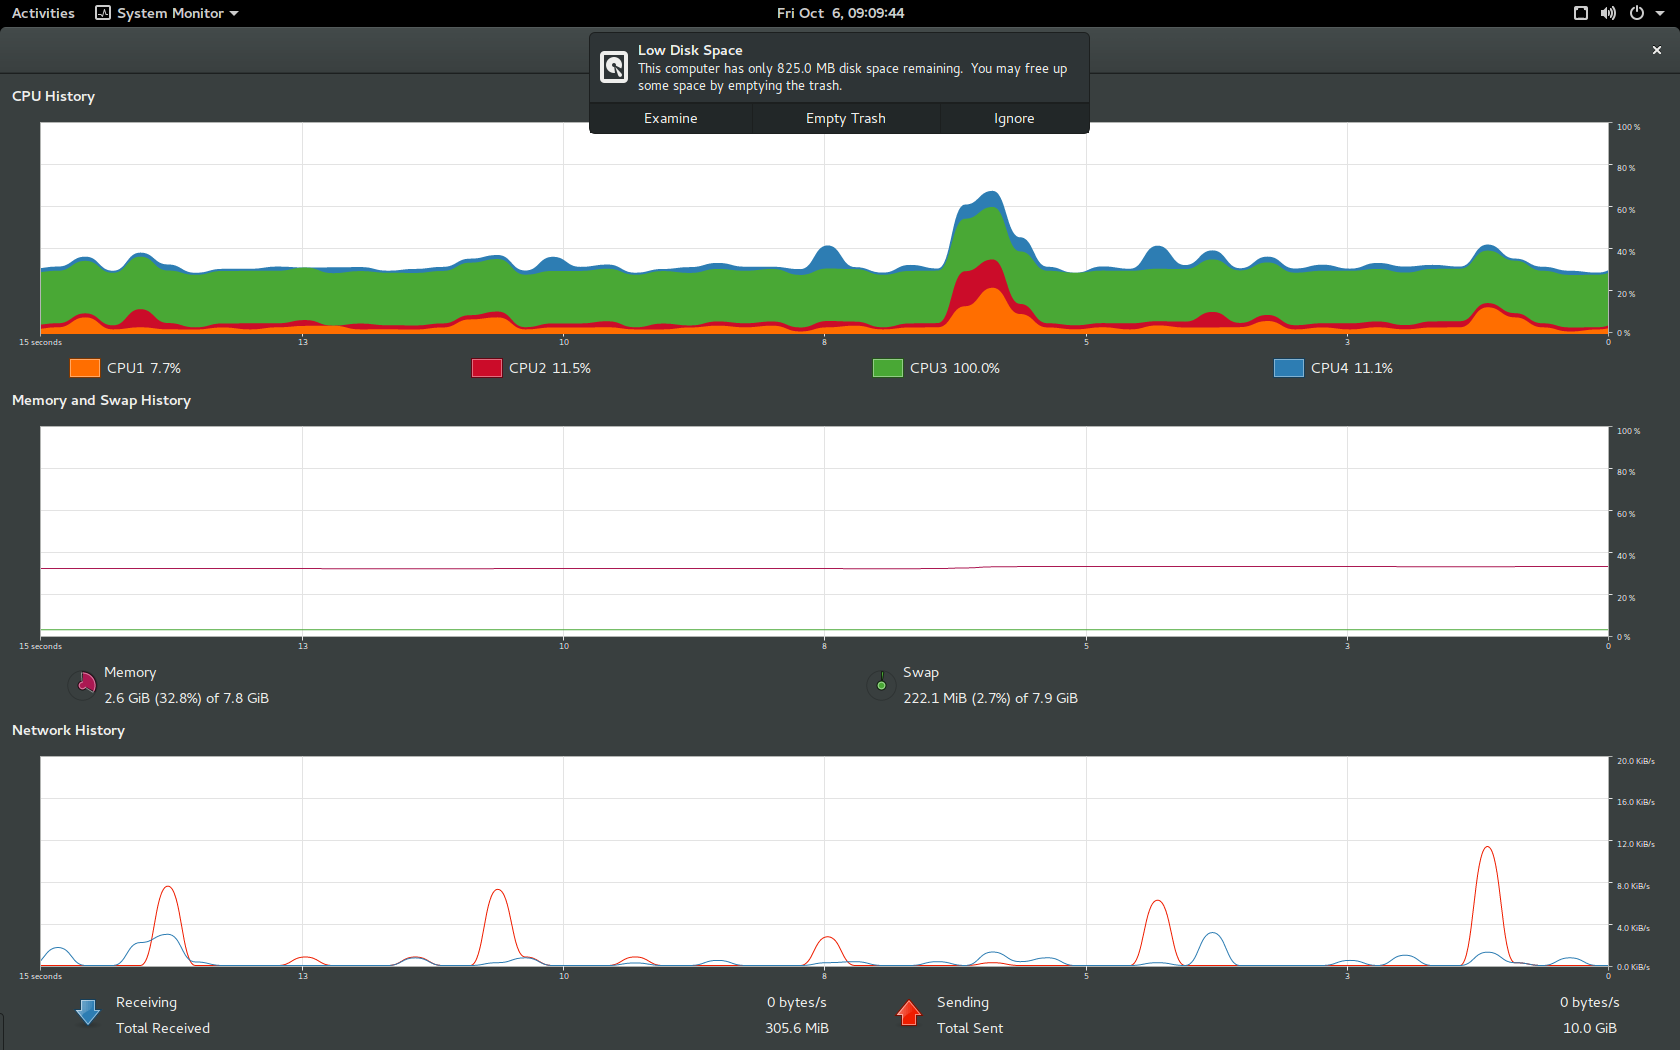 Activities System Monitor Fri Oct 6, 09:09:44
Low Disk Space
This computer has only 825.0 MB disk space remaining. You may free up
some space by emptying the trash.
Examine Empty Trash Ignore
CPU History
100 %
80 %
60 %
40 %
20 %
0 %
15 seconds 13 10 8 5 3 0
CPU1 7.7% CPU2 11.5% CPU3 100.0% CPU4 11.1%
Memory and Swap History
100 %
80 %
60 %
40 %
20 %
0 %
15 seconds 13 10 8 5 3 0
Memory Swap
2.6 GiB (32.8%) of 7.8 GiB 222.1 MiB (2.7%) of 7.9 GiB
Network History
20.0 KiB/s
16.0 KiB/s
12.0 KiB/s
8.0 KiB/s
4.0 KiB/s
0.0 KiB/s
15 seconds 13 10 8 5 3 0
Receiving 0 bytes/s Sending 0 bytes/s
Total Received 305.6 MiB Total Sent 10.0 GiB